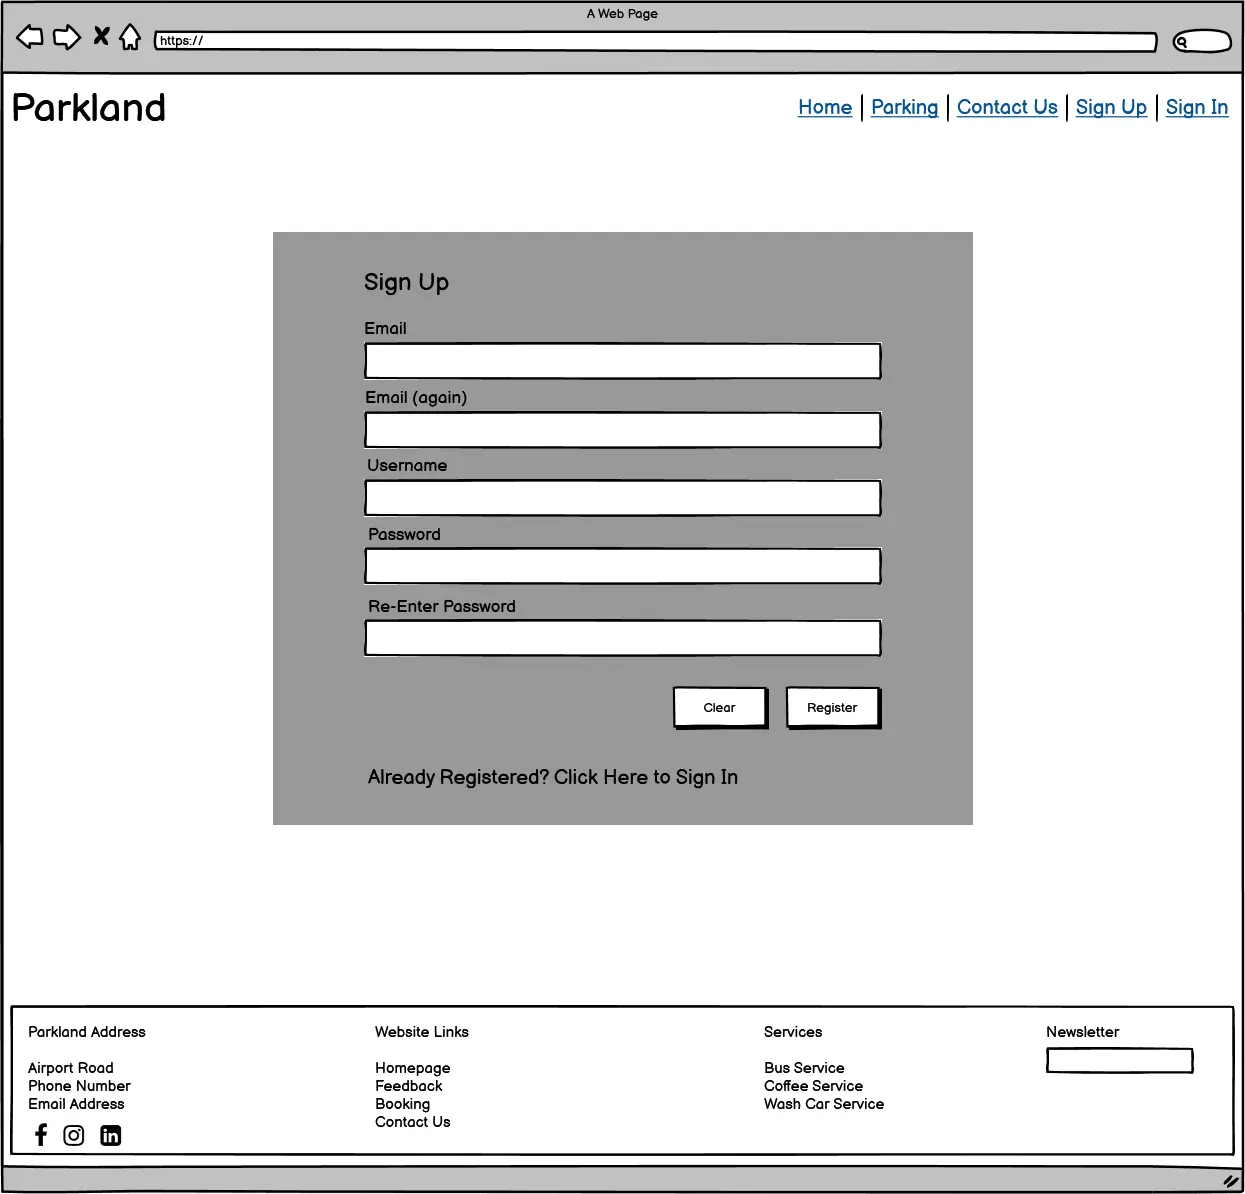 A Web Page
https://
Parkland
Home | Parking | Contact Us | Sign Up | Sign In
Sign Up
Email
Email (again)
Username
Password
Re-Enter Password
Clear
Register
Already Registered? Click Here to Sign In
Parkland Address
Airport Road
Phone Number
Email Address
Website Links
Homepage
Feedback
Booking
Contact Us
Services
Bus Service
Coffee Service
Wash Car Service
Newsletter